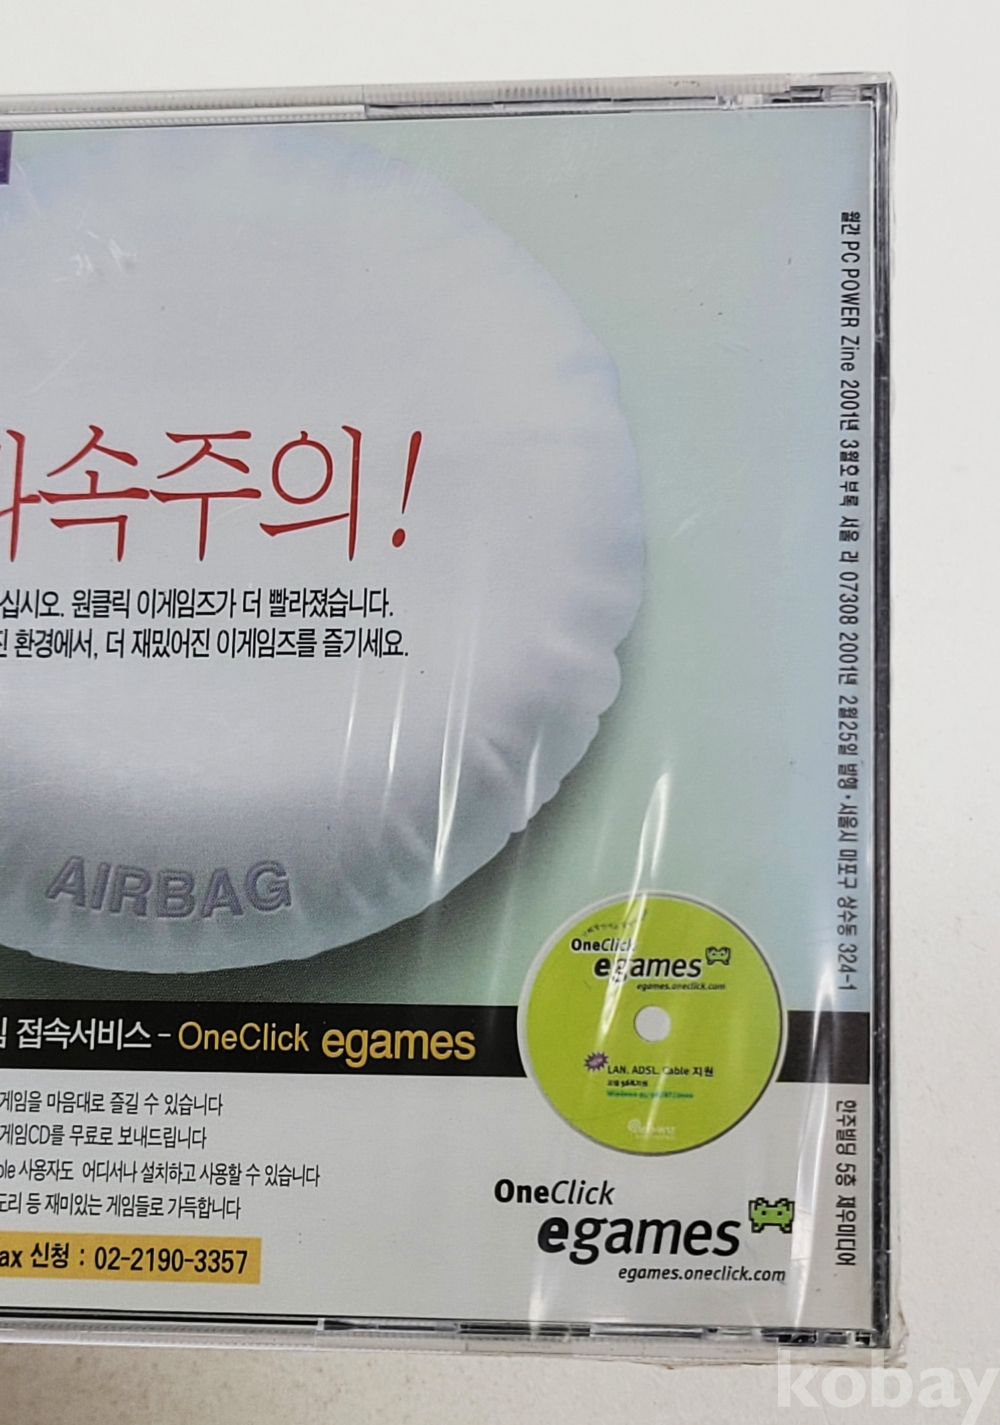 과속주의!
십시오. 원클릭 이게임즈가 더 빨라졌습니다.
진 환경에서, 더 재밌어진 이게임즈를 즐기세요.
AIRBAG
접속서비스 - OneClick egames
게임을 마음대로 즐길 수 있습니다
게임CD를 무료로 보내드립니다
ble 사용자도 어디서나 설치하고 사용할 수 있습니다
도리 등 재미있는 게임들로 가득합니다
ax 신청 : 02-2190-3357
OneClick
egames
egames.oneclick.com
LAN. ADSL. Cable 지원
OneClick
egames
egames.oneclick.com
월간 PC POWER Zine 2001년 3월호부록 서울 라 07308 2001년 2월25일 발행·서울시 마포구 상수동 324-1 한주빌딩 5층 제우미디어
kobay